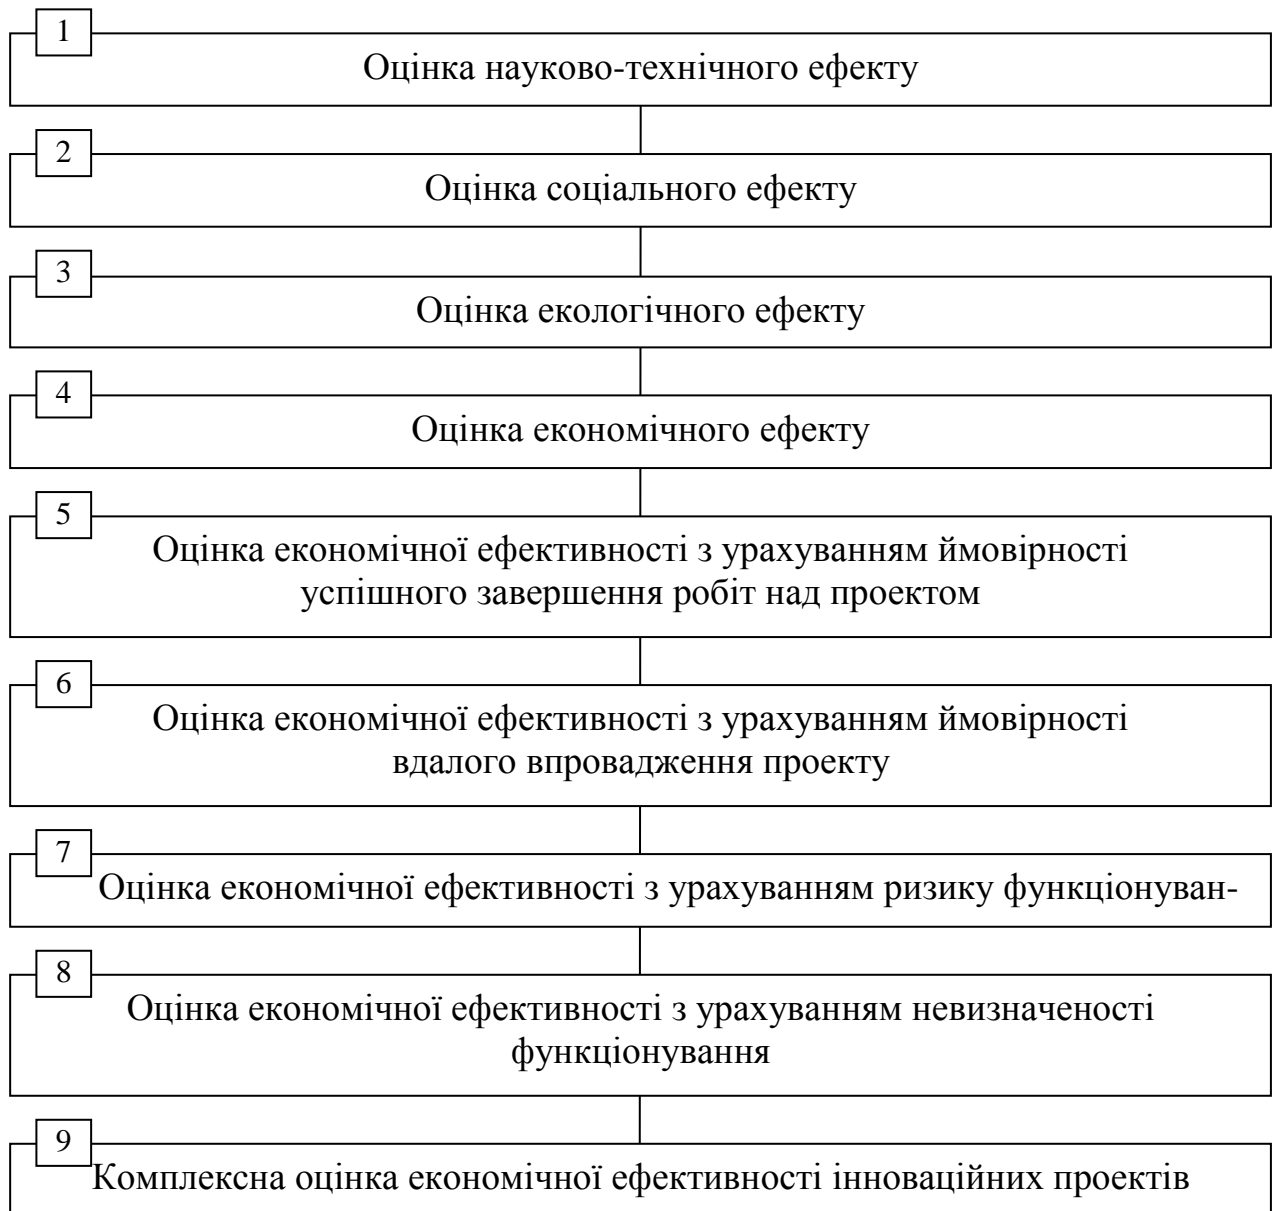 1
Оцінка науково-технічного ефекту
2
Оцінка соціального ефекту
3
Оцінка екологічного ефекту
4
Оцінка економічного ефекту
5
Оцінка економічної ефективності з урахуванням ймовірності
успішного завершення робіт над проектом
6
Оцінка економічної ефективності з урахуванням ймовірності
вдалого впровадження проекту
7
Оцінка економічної ефективності з урахуванням ризику функціонуван-
8
Оцінка економічної ефективності з урахуванням невизначеності
функціонування
9
Комплексна оцінка економічної ефективності інноваційних проектів